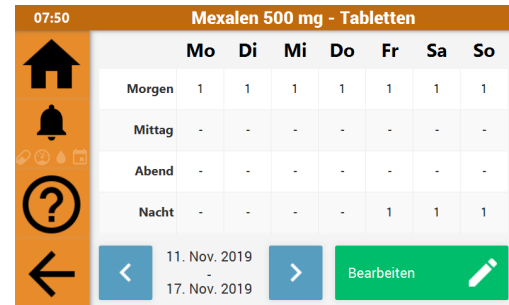 07:50 Mexalen 500 mg - Tabletten
Mo Di Mi Do Fr Sa So
Morgen 1 1 1 1 1 1 1
Mittag - - - - - - -
Abend - - - - - - -
Nacht - - - - 1 1 1
11. Nov. 2019
-
17. Nov. 2019
Bearbeiten